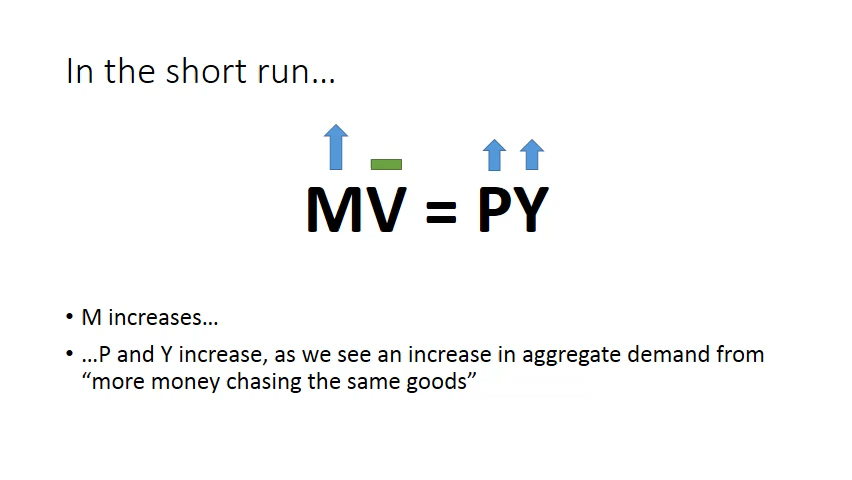 In the short run…
MV = PY
• M increases…
• …P and Y increase, as we see an increase in aggregate demand from
“more money chasing the same goods”